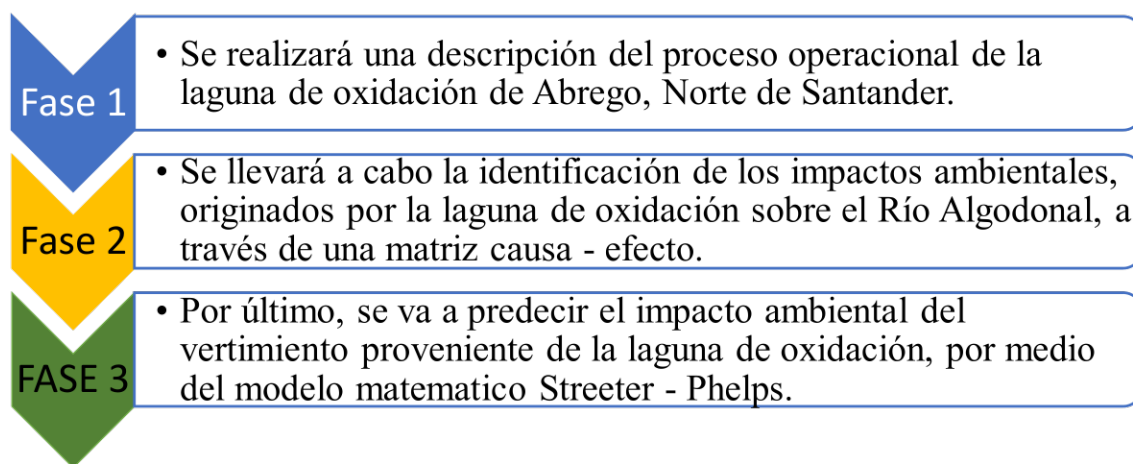 Fase 1
• Se realizará una descripción del proceso operacional de la
laguna de oxidación de Abrego, Norte de Santander.
Fase 2
• Se llevará a cabo la identificación de los impactos ambientales,
originados por la laguna de oxidación sobre el Río Algodonal, a
través de una matriz causa - efecto.
FASE 3
• Por último, se va a predecir el impacto ambiental del
vertimiento proveniente de la laguna de oxidación, por medio
del modelo matematico Streeter - Phelps.